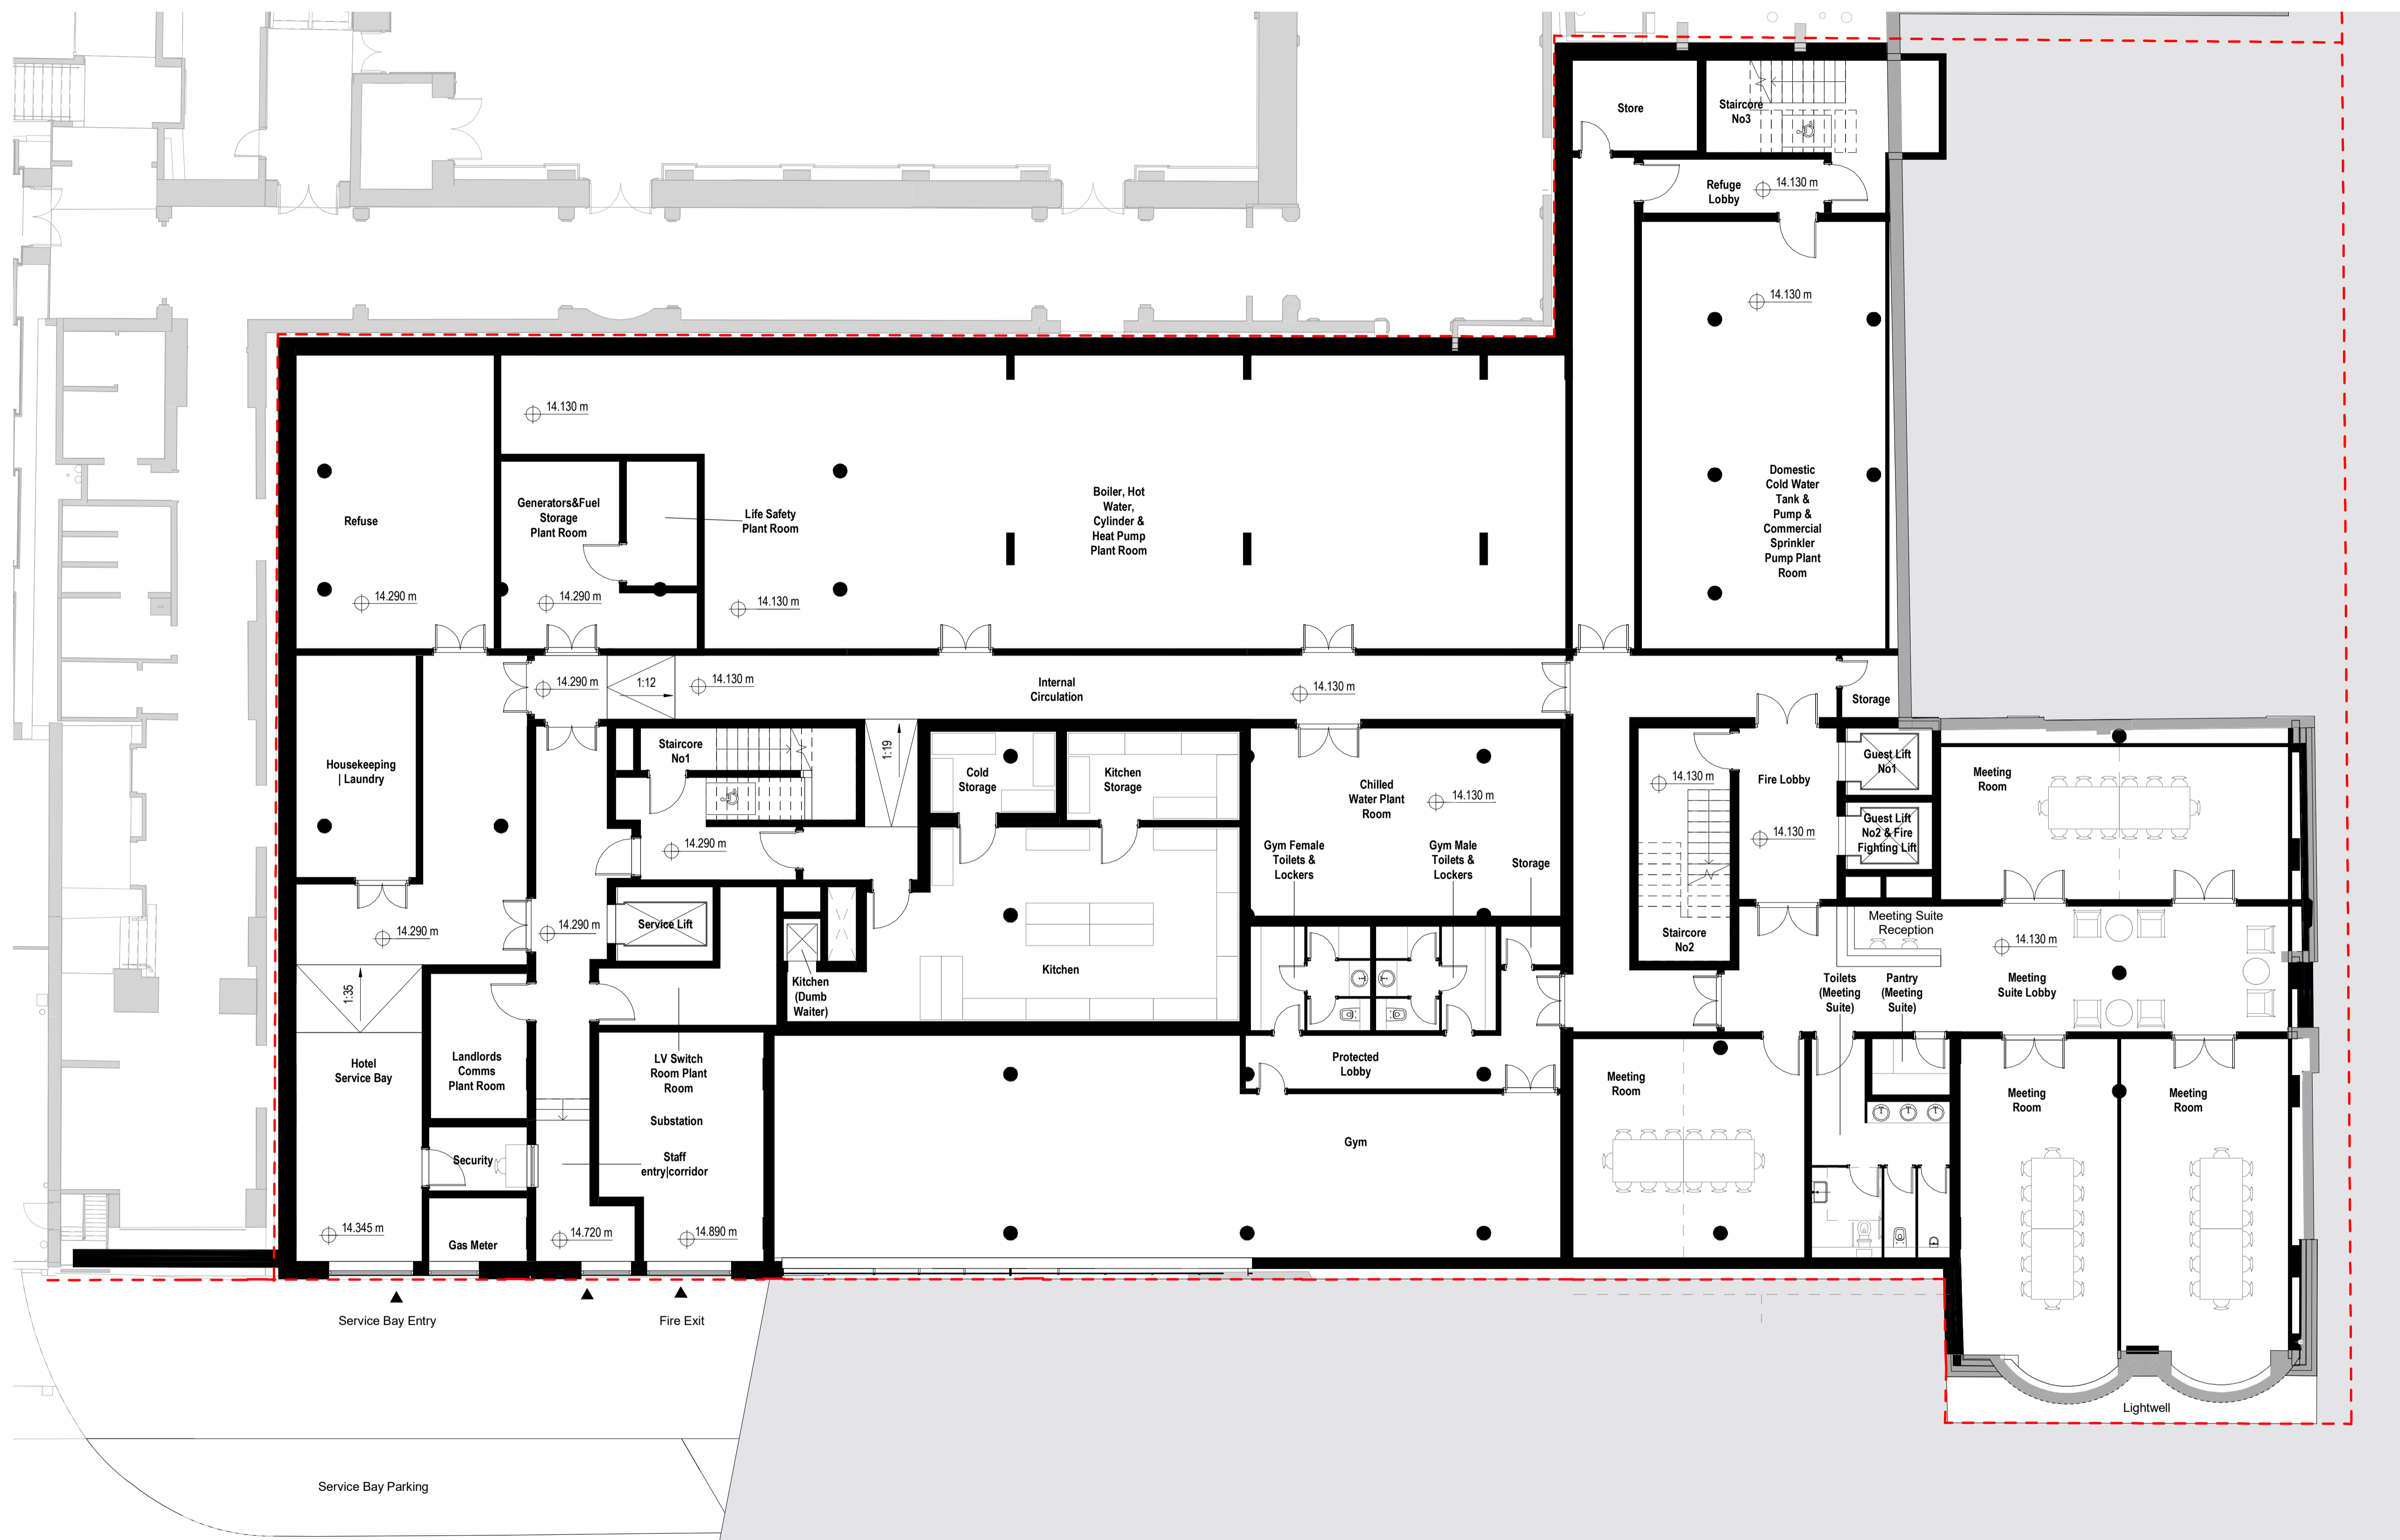 Store
Staircore
No3
Refuge
Lobby
14.130 m
14.130 m
14.130 m
Refuse
14.290 m
Generators&Fuel
Storage
Plant Room
14.290 m
Life Safety
Plant Room
14.130 m
Boiler, Hot
Water,
Cylinder &
Heat Pump
Plant Room
Domestic
Cold Water
Tank &
Pump &
Commercial
Sprinkler
Pump Plant
Room
14.290 m
1:12
14.130 m
Internal
Circulation
14.130 m
Storage
Housekeeping
| Laundry
Staircore
No1
1:19
Cold
Storage
Kitchen
Storage
Chilled
Water Plant
Room
14.130 m
14.130 m
Fire Lobby
14.130 m
Guest Lift
No1
Guest Lift
No2 & Fire
Fighting Lift
Meeting
Room
14.290 m
Gym Female
Toilets &
Lockers
Gym Male
Toilets &
Lockers
Storage
14.290 m
14.290 m
Service Lift
Kitchen
(Dumb
Waiter)
Kitchen
Staircore
No2
Meeting Suite
Reception
14.130 m
Toilets
(Meeting
Suite)
Pantry
(Meeting
Suite)
Meeting
Suite Lobby
1:35
Hotel
Service Bay
Landlords
Comms
Plant Room
LV Switch
Room Plant
Room
Substation
Staff
entry|corridor
Security
Protected
Lobby
Gym
Meeting
Room
Meeting
Room
Meeting
Room
14.345 m
Gas Meter
14.720 m
14.890 m
Service Bay Entry
Fire Exit
Lightwell
Service Bay Parking